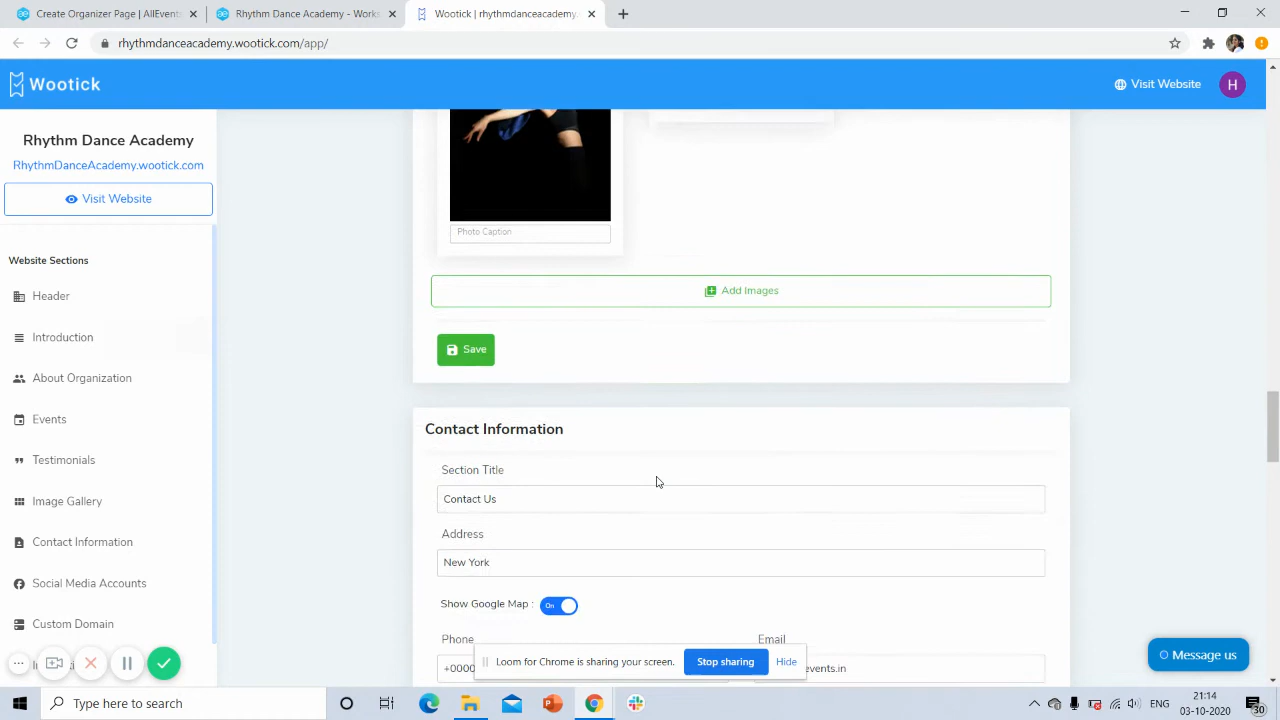 Create Organizer Page | AllEvents
Rhythm Dance Academy - Works
Wootick | rhythmdanceacademy.
rhythmdanceacademy.wootick.com/app/
Wootick
Visit Website
H
Rhythm Dance Academy
RhythmDanceAcademy.wootick.com
Visit Website
Website Sections
Header
Introduction
About Organization
Events
Testimonials
Image Gallery
Contact Information
Social Media Accounts
Custom Domain
Photo Caption
Add Images
Save
Contact Information
Section Title
Contact Us
Address
New York
Show Google Map :
On
Phone
Email
+0000
events.in
Loom for Chrome is sharing your screen.
Stop sharing
Hide
Message us
Type here to search
ENG
21:14
03-10-2020
30